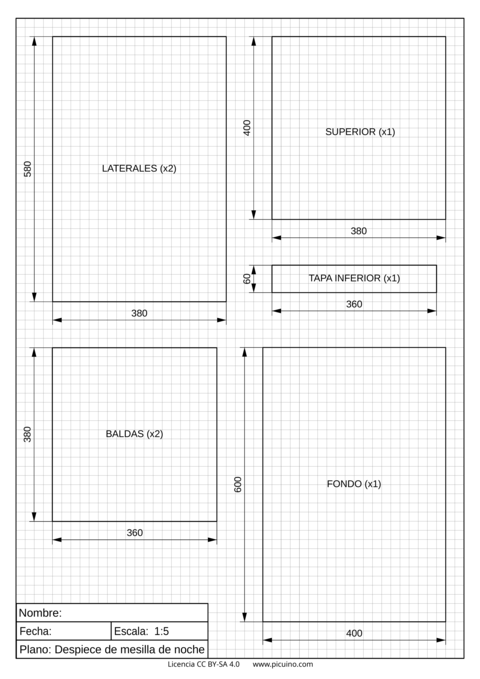 580
LATERALES (x2)
380
400
SUPERIOR (x1)
380
60
TAPA INFERIOR (x1)
360
380
BALDAS (x2)
360
600
FONDO (x1)
400
Nombre:
Fecha:
Escala: 1:5
Plano: Despiece de mesilla de noche
Licencia CC BY-SA 4.0 www.picuino.com